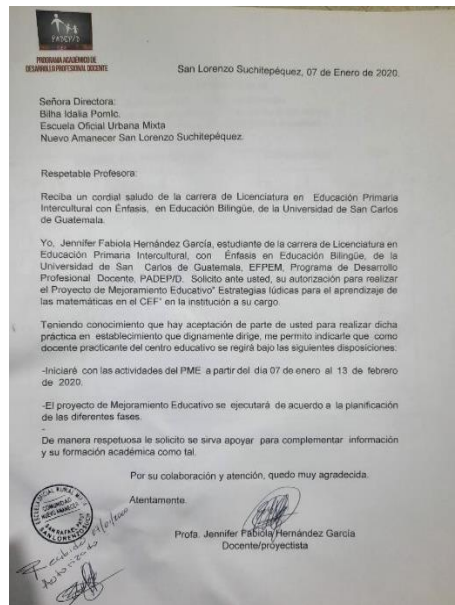 PADEP/D
PROGRAMA ACADÉMICO DE
DESARROLLO PROFESIONAL DOCENTE
San Lorenzo Suchitepéquez, 07 de Enero de 2020.
Señora Directora:
Bilha Idalia Pomic.
Escuela Oficial Urbana Mixta
Nuevo Amanecer San Lorenzo Suchitepéquez.
Respetable Profesora:
Reciba un cordial saludo de la carrera de Licenciatura en Educación Primaria
Intercultural con Énfasis, en Educación Bilingüe, de la Universidad de San Carlos
de Guatemala.
Yo, Jennifer Fabiola Hernández García, estudiante de la carrera de Licenciatura en
Educación Primaria Intercultural, con Énfasis en Educación Bilingüe, de la
Universidad de San Carlos de Guatemala, EFPEM, Programa de Desarrollo
Profesional Docente, PADEP/D. Solicito ante usted, su autorización para realizar
el Proyecto de Mejoramiento Educativo" Estrategias lúdicas para el aprendizaje de
las matemáticas en el CEF" en la institución a su cargo.
Teniendo conocimiento que hay aceptación de parte de usted para realizar dicha
práctica en establecimiento que dignamente dirige, me permito indicarle que como
docente practicante del centro educativo se regirá bajo las siguientes disposiciones:
-Iniciaré con las actividades del PME a partir del día 07 de enero al 13 de febrero
de 2020.
-El proyecto de Mejoramiento Educativo se ejecutará de acuerdo a la planificación
de las diferentes fases.
-
De manera respetuosa le solicito se sirva apoyar para complementar información
y su formación académica como tal.
Por su colaboración y atención, quedo muy agradecida.
Atentamente.
Profa. Jennifer Fabiola Hernández García
Docente/proyectista
ESCUELA OFICIAL RURAL MIXTA
COMUNIDAD
NUEVO AMANECER
SAN LORENZO
Recibido
Autorizado